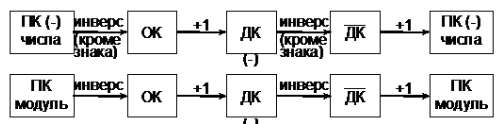 ПК (-) числа
инверс (кроме знака)
ОК
+1
ДК (-)
инверс (кроме знака)
ДК
+1
ПК (-) числа
ПК модуль
инверс
ОК
+1
ДК (-)
инверс
ДК
+1
ПК модуль